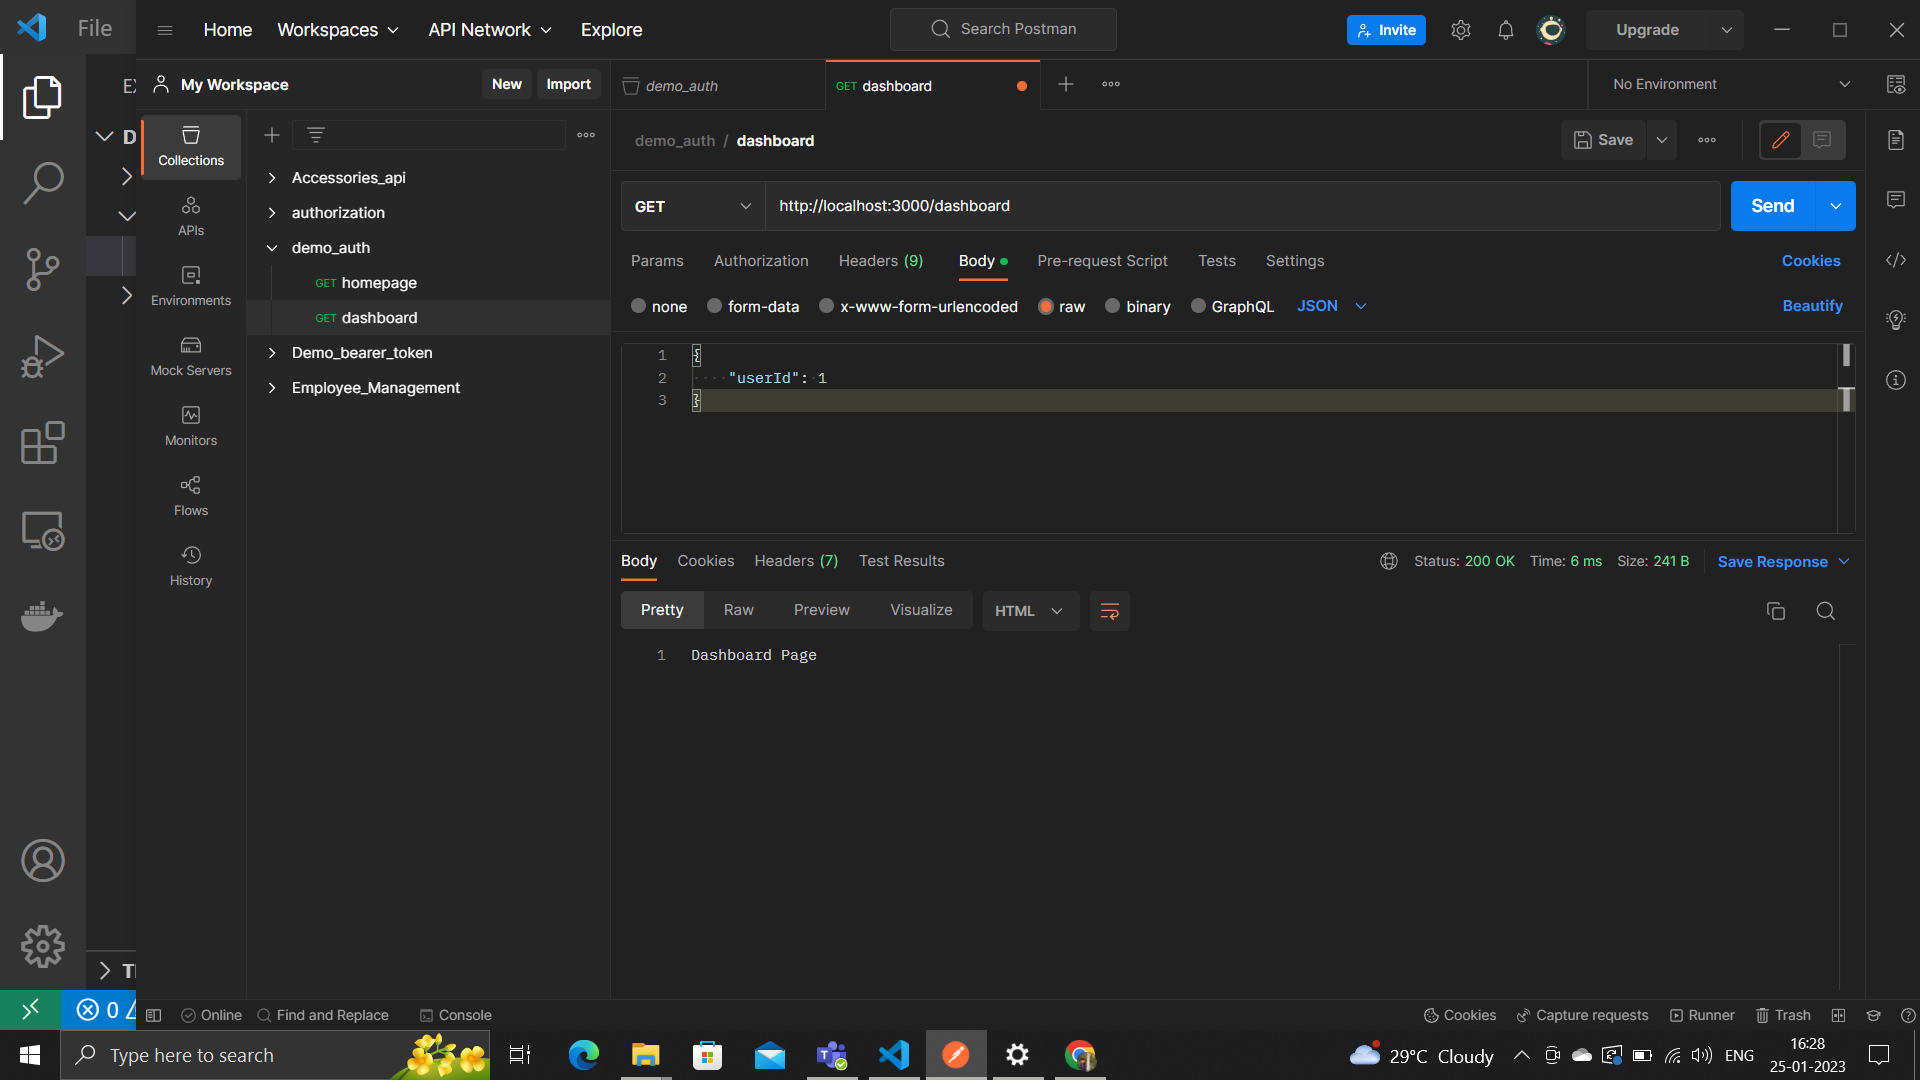 File
Home Workspaces API Network Explore
Search Postman
Invite
Upgrade
EX
My Workspace New Import
demo_auth
GET dashboard
No Environment
D
Collections
demo_auth / dashboard
Save
Accessories_api
GET http://localhost:3000/dashboard
Send
authorization
APIs
demo_auth
Params Authorization Headers (9) Body Pre-request Script Tests Settings Cookies
GET homepage
Environments
none form-data x-www-form-urlencoded raw binary GraphQL JSON Beautify
GET dashboard
Demo_bearer_token
1 {
Mock Servers
2 "userId": 1
Employee_Management
3 }
Monitors
Flows
Body Cookies Headers (7) Test Results
Status: 200 OK Time: 6 ms Size: 241 B Save Response
History
Pretty Raw Preview Visualize HTML
1 Dashboard Page
0
Online Find and Replace Console
Cookies Capture requests Runner Trash
Type here to search
29°C Cloudy
ENG
16:28
25-01-2023